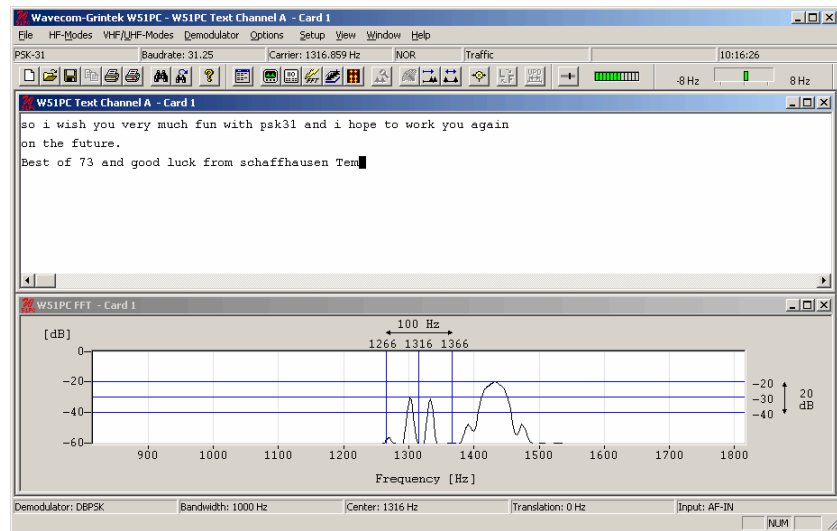 Wavecom-Grintek W51PC - W51PC Text Channel A - Card 1
File HF-Modes VHF/UHF-Modes Demodulator Options Setup View Window Help
PSK-31 Baudrate: 31.25 Carrier: 1316.859 Hz NOR Traffic 10:16:26
-8 Hz 8 Hz
W51PC Text Channel A - Card 1
so i wish you very much fun with psk31 and i hope to work you again
on the future.
Best of 73 and good luck from schaffhausen Tem
W51PC FFT - Card 1
100 Hz
[dB] 1266 1316 1366
0
-20 -20
-30 20
-40 -40 dB
-60
900 1000 1100 1200 1300 1400 1500 1600 1700 1800
Frequency [Hz]
Demodulator: DBPSK Bandwidth: 1000 Hz Center: 1316 Hz Translation: 0 Hz Input: AF-IN
NUM